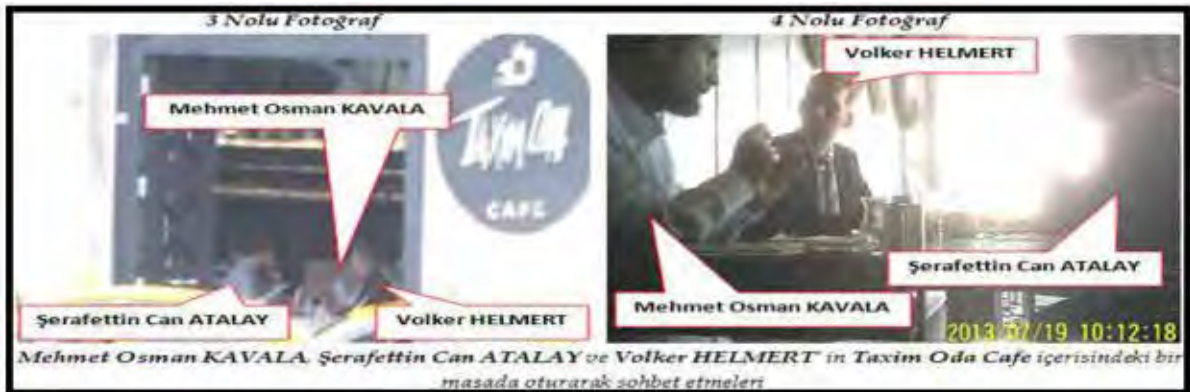 3 Nolu Fotoğraf
Mehmet Osman KAVALA
CAFE
Şerafettin Can ATALAY
Volker HELMERT
4 Nolu Fotoğraf
Volker HELMERT
Şerafettin Can ATALAY
Mehmet Osman KAVALA
2013/07/19 10:12:18
Mehmet Osman KAVALA, Şerafettin Can ATALAY ve Volker HELMERT' in Taxim Oda Cafe içerisindeki bir
masada oturarak sohbet etmeleri